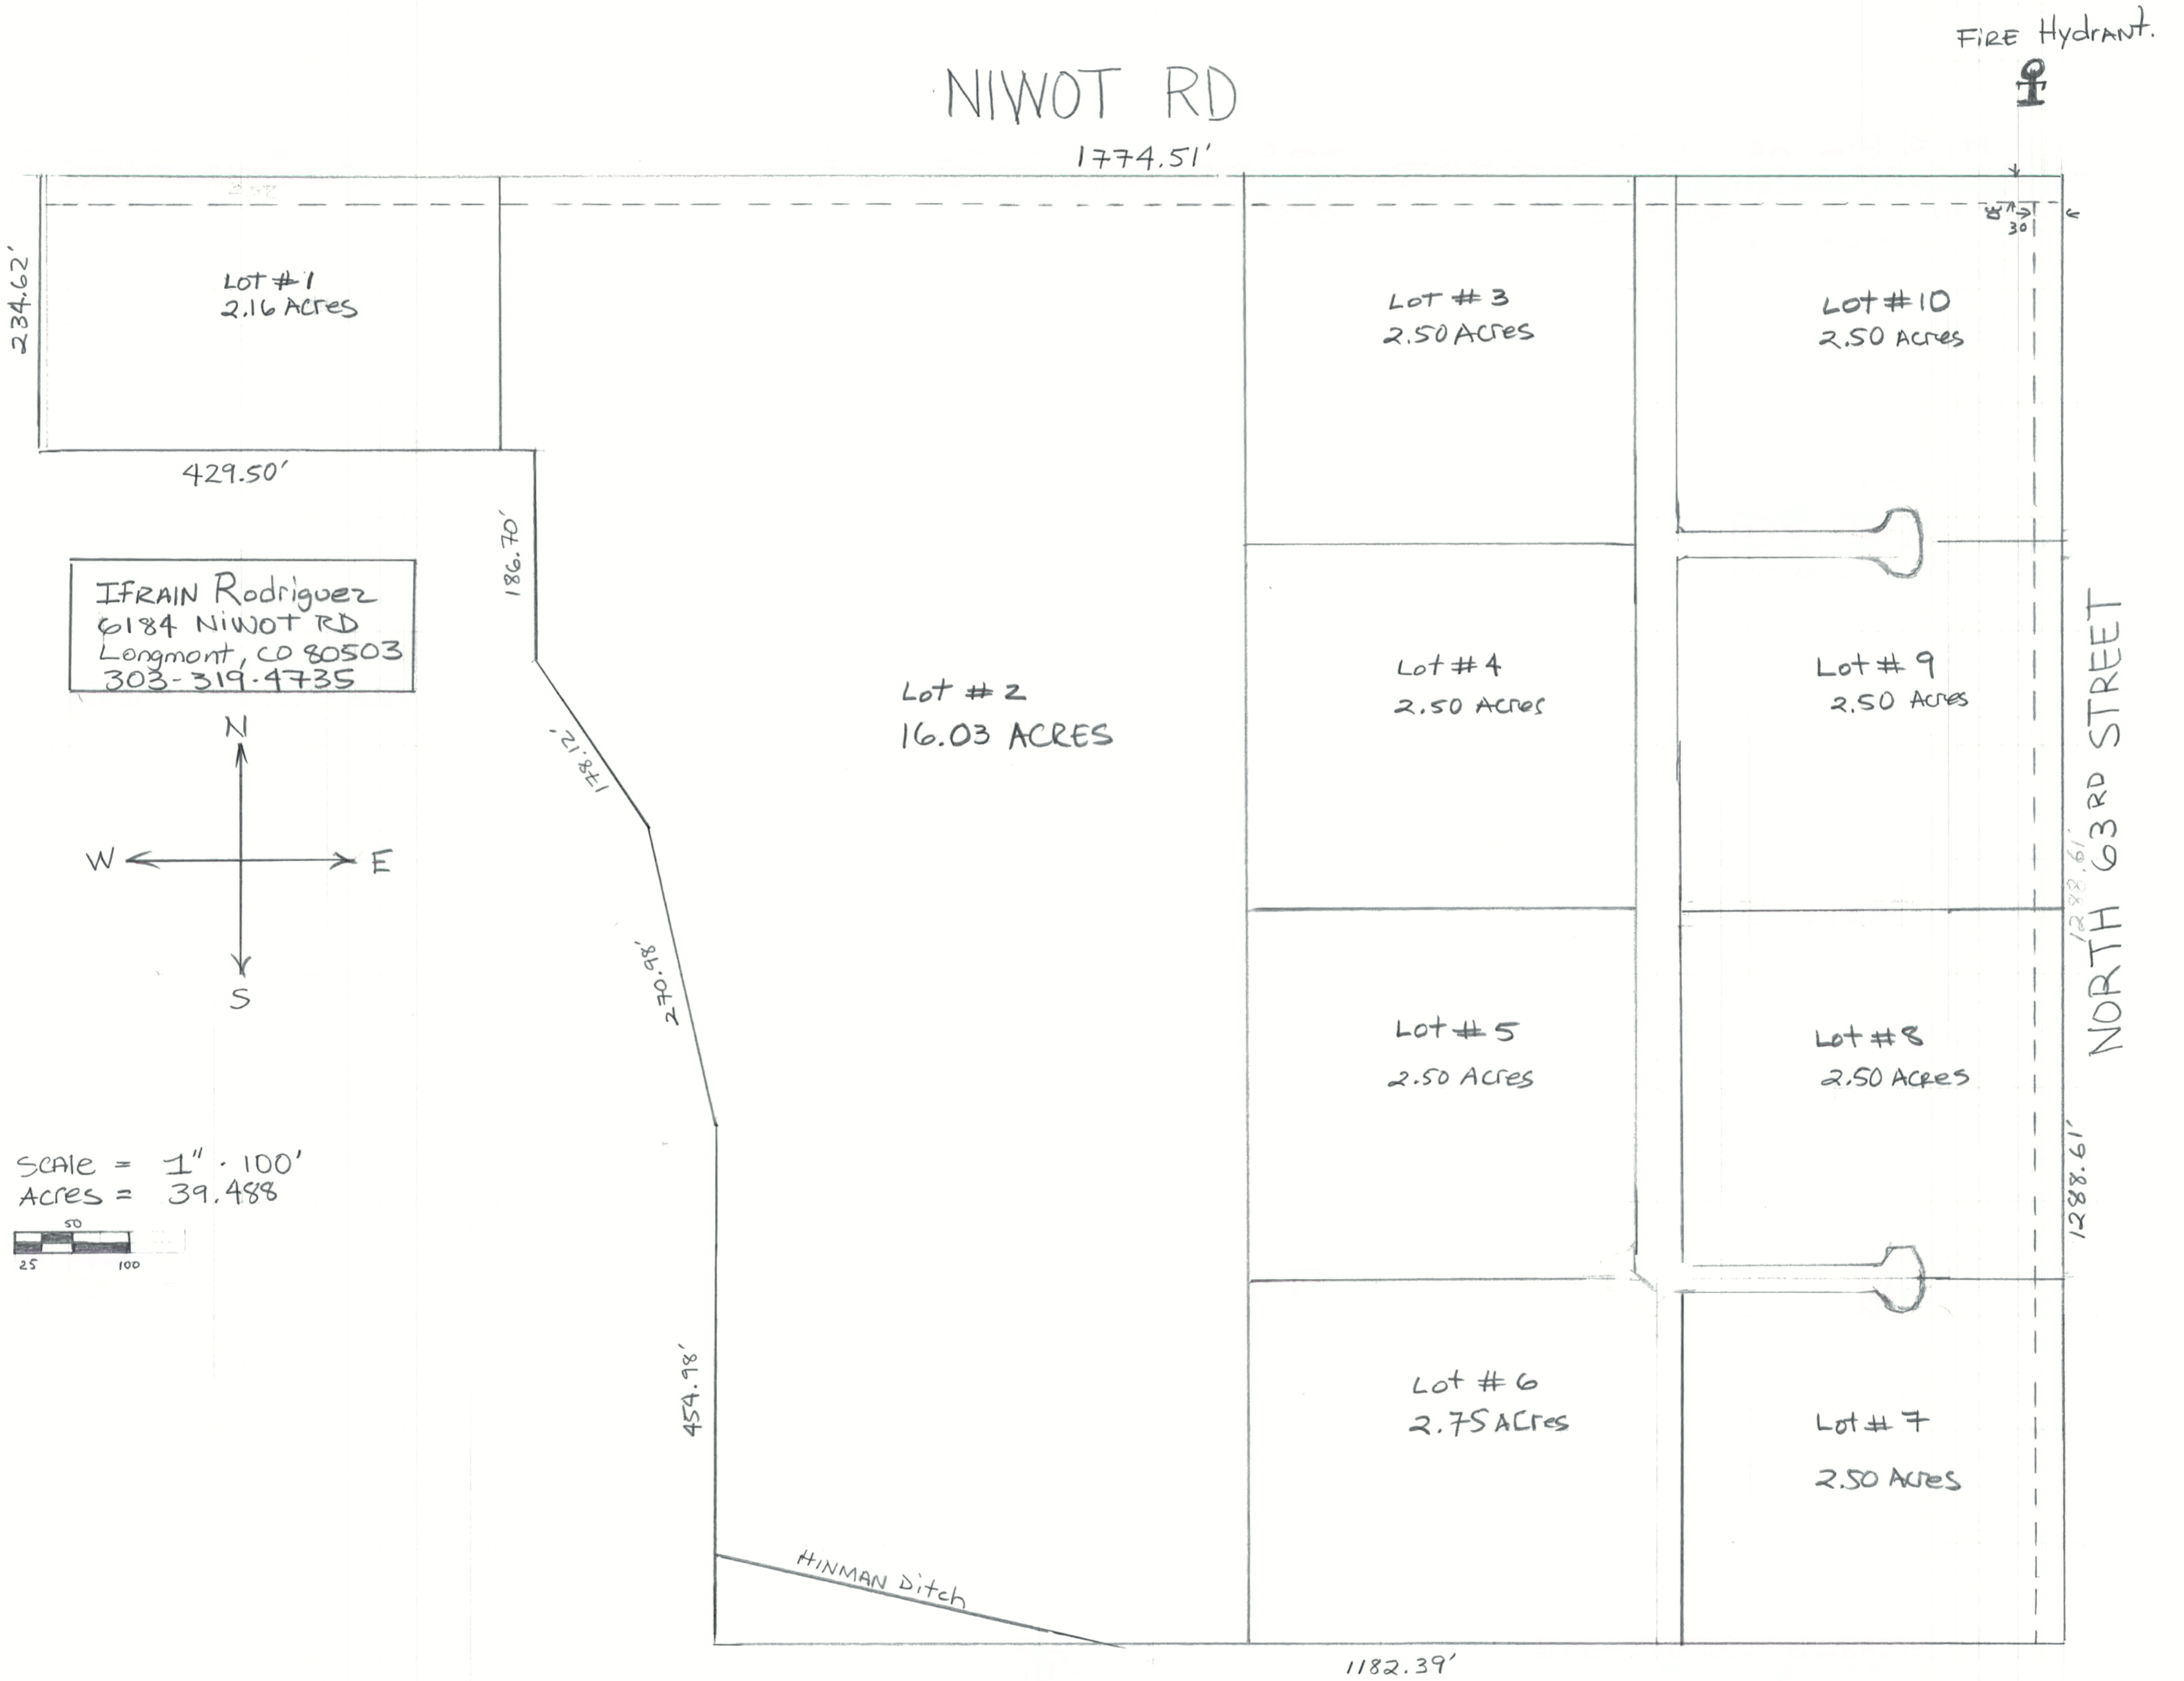 FIRE HydrANT.
NIWOT RD
1774.51'
30
234.62'
LOT #1
2.16 Acres
LOT # 3
2.50 Acres
LOT #10
2.50 Acres
429.50'
186.70'
IFRAIN Rodriguez
6184 NiWOT RD
Longmont, CO 80503
303-319-4735
N
W
E
S
178.12'
Lot # 2
16.03 ACRES
Lot #4
2.50 Acres
Lot # 9
2.50 Acres
NORTH 63RD STREET
1288.61'
270.98'
Lot # 5
2.50 Acres
Lot #8
2.50 Acres
1288.61'
SCAle = 1" · 100'
Acres = 39.488
50
25
100
454.98'
Lot # 6
2.75 Acres
Lot # 7
2.50 Acres
HINMAN Ditch
1182.39'